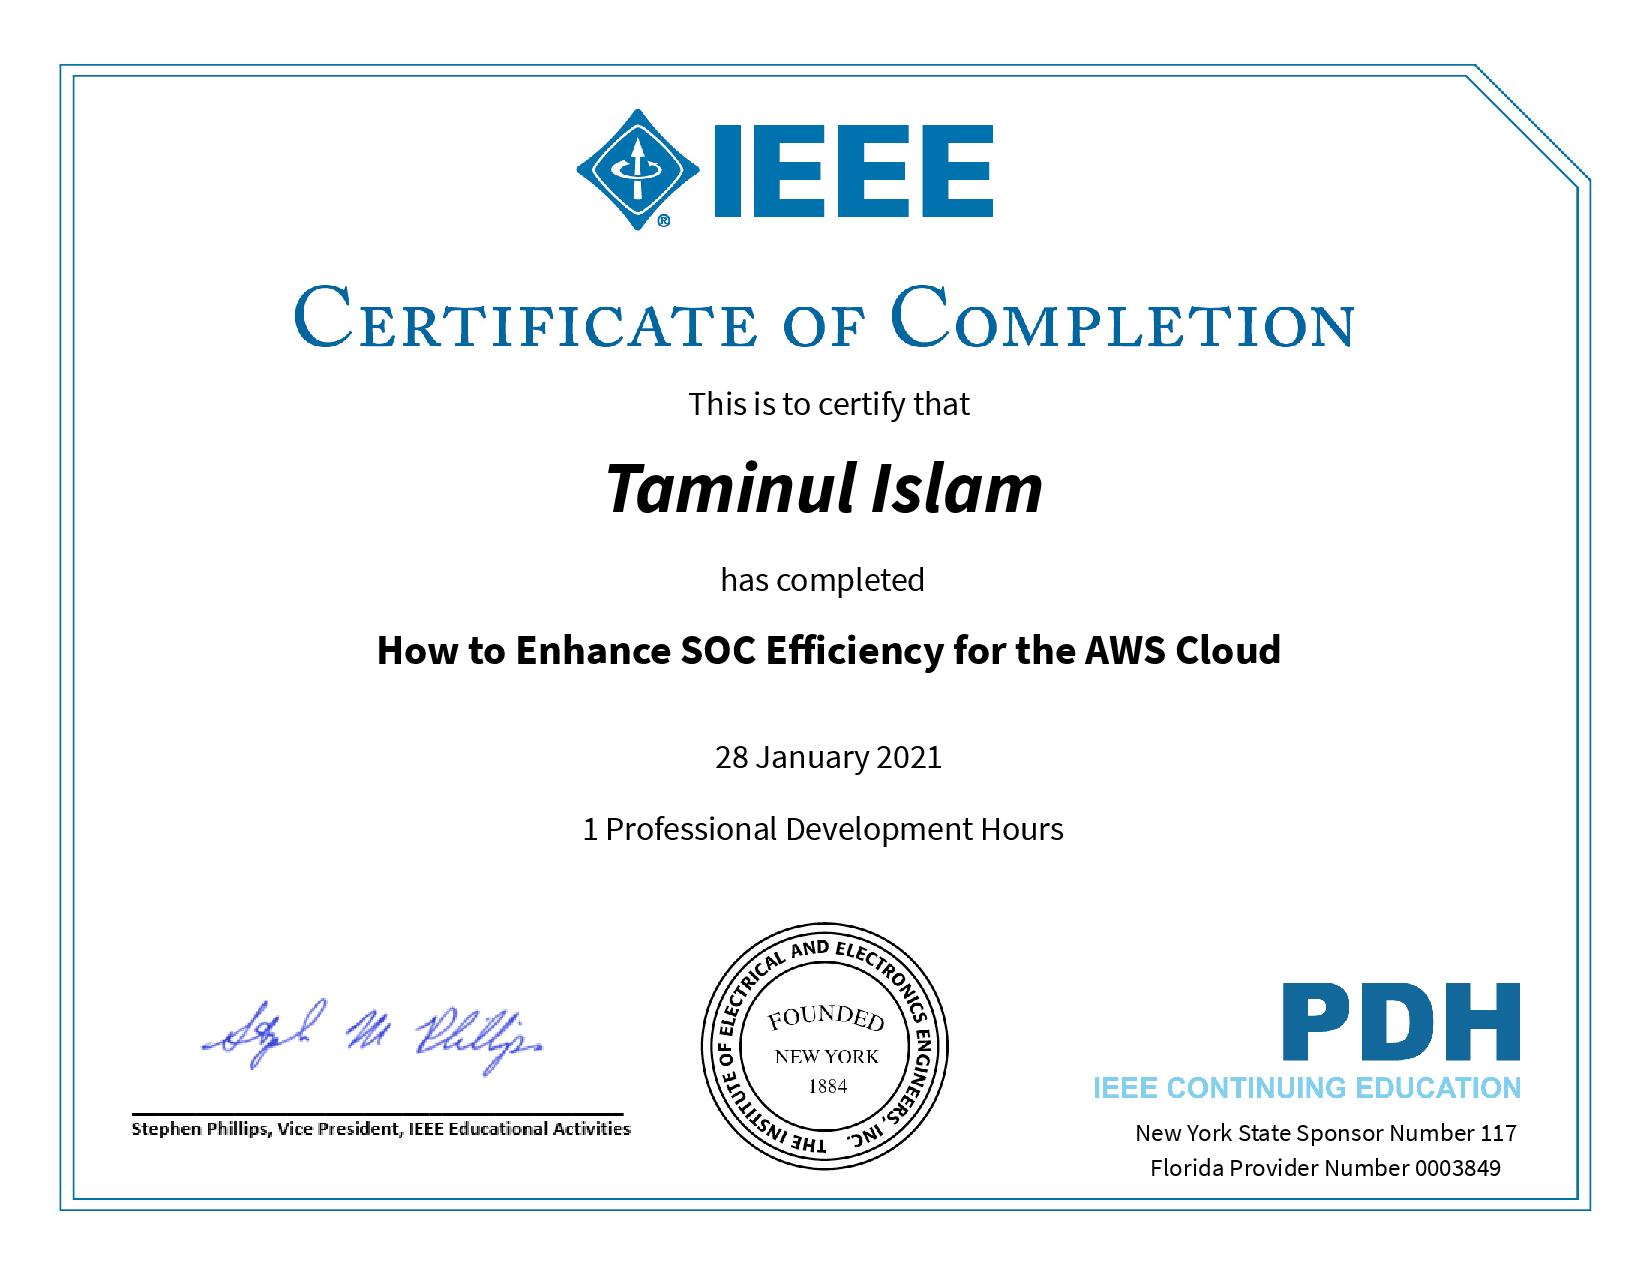 IEEE
®
CERTIFICATE OF COMPLETION
This is to certify that
Taminul Islam
has completed
How to Enhance SOC Efficiency for the AWS Cloud
28 January 2021
1 Professional Development Hours
Stephen M Phillips
Stephen Phillips, Vice President, IEEE Educational Activities
THE INSTITUTE OF ELECTRICAL AND ELECTRONICS ENGINEERS, INC.
FOUNDED
NEW YORK
1884
PDH
IEEE CONTINUING EDUCATION
New York State Sponsor Number 117
Florida Provider Number 0003849